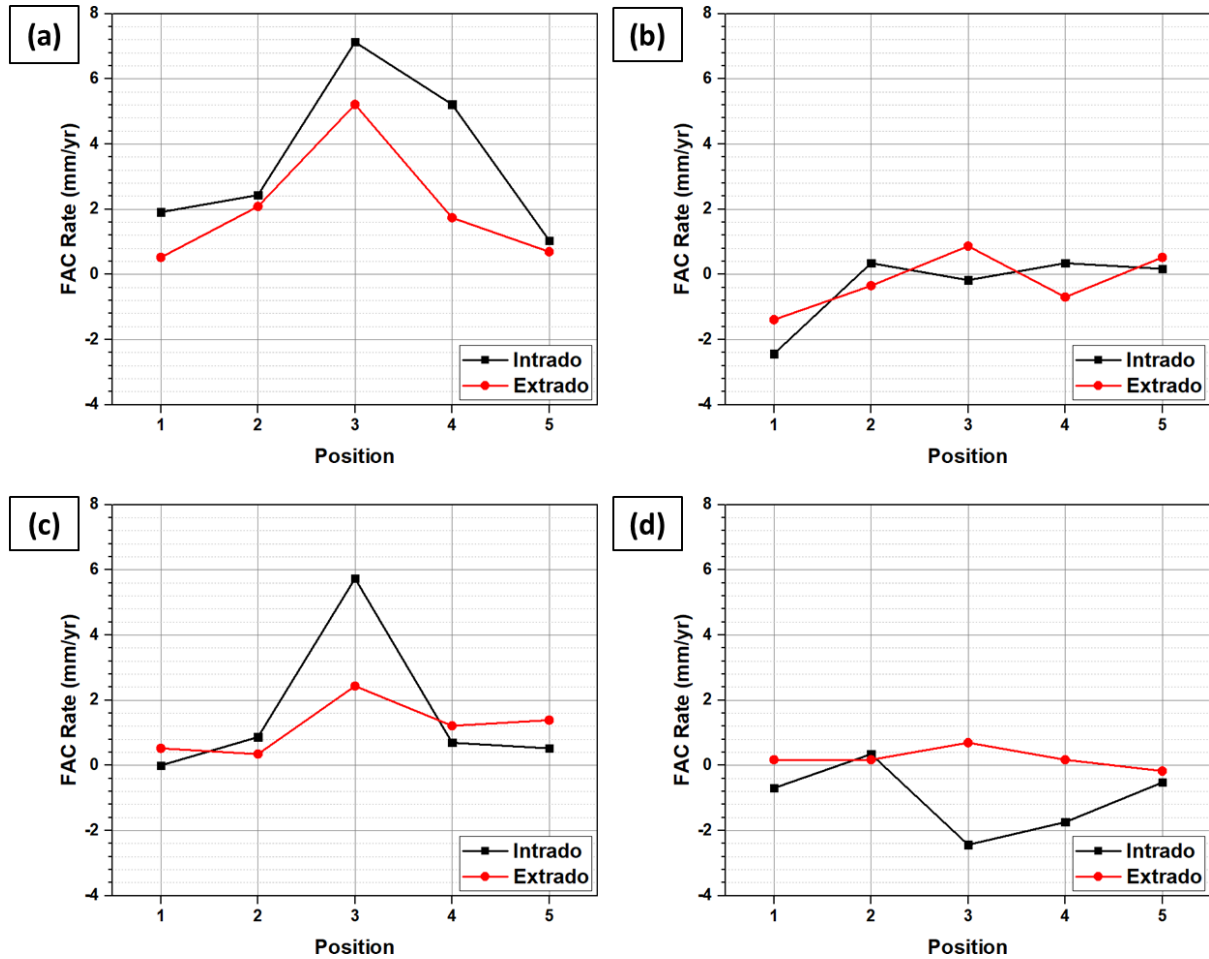 (a)
FAC Rate (mm/yr)
8
6
4
2
0
-2
-4
1 2 3 4 5
Position
Intrado
Extrado
(b)
FAC Rate (mm/yr)
8
6
4
2
0
-2
-4
1 2 3 4 5
Position
Intrado
Extrado
(c)
FAC Rate (mm/yr)
8
6
4
2
0
-2
-4
1 2 3 4 5
Position
Intrado
Extrado
(d)
FAC Rate (mm/yr)
8
6
4
2
0
-2
-4
1 2 3 4 5
Position
Intrado
Extrado